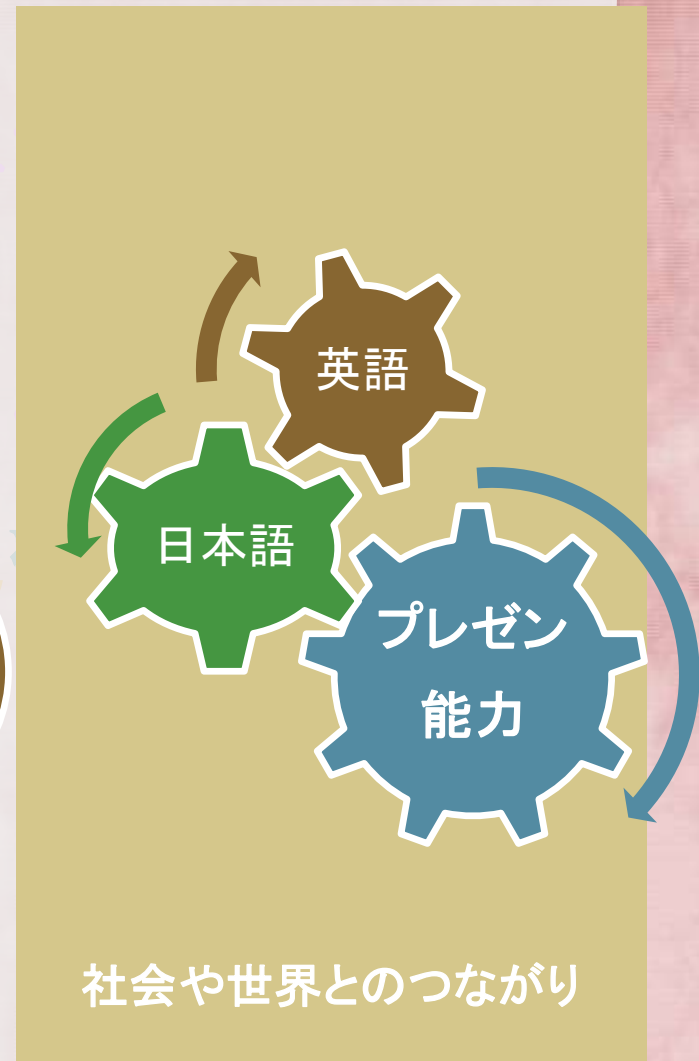 英語
日本語
プレゼン
能力
社会や世界とのつながり